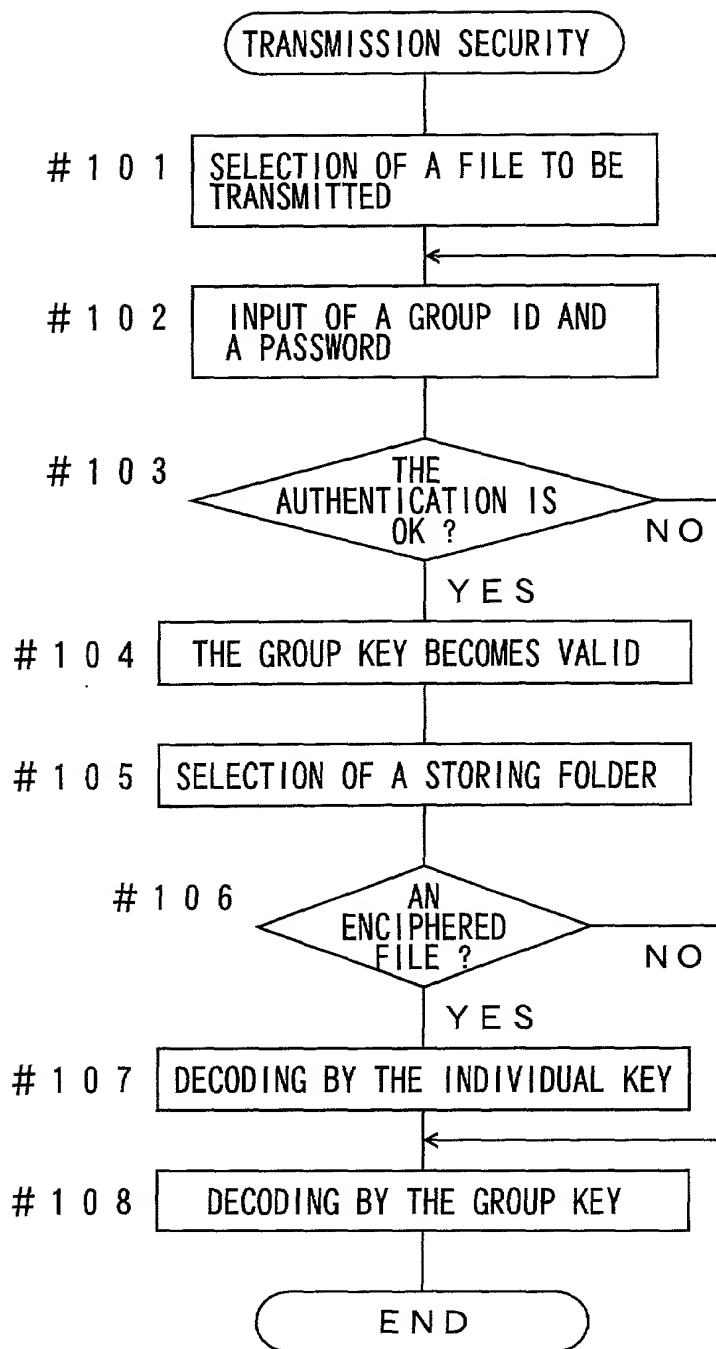 TRANSMISSION SECURITY
#101
SELECTION OF A FILE TO BE
TRANSMITTED
#102
INPUT OF A GROUP ID AND
A PASSWORD
#103
THE
AUTHENTICATION IS
OK ?
NO
YES
#104
THE GROUP KEY BECOMES VALID
#105
SELECTION OF A STORING FOLDER
#106
AN
ENCIPHERED
FILE ?
NO
YES
#107
DECODING BY THE INDIVIDUAL KEY
#108
DECODING BY THE GROUP KEY
END